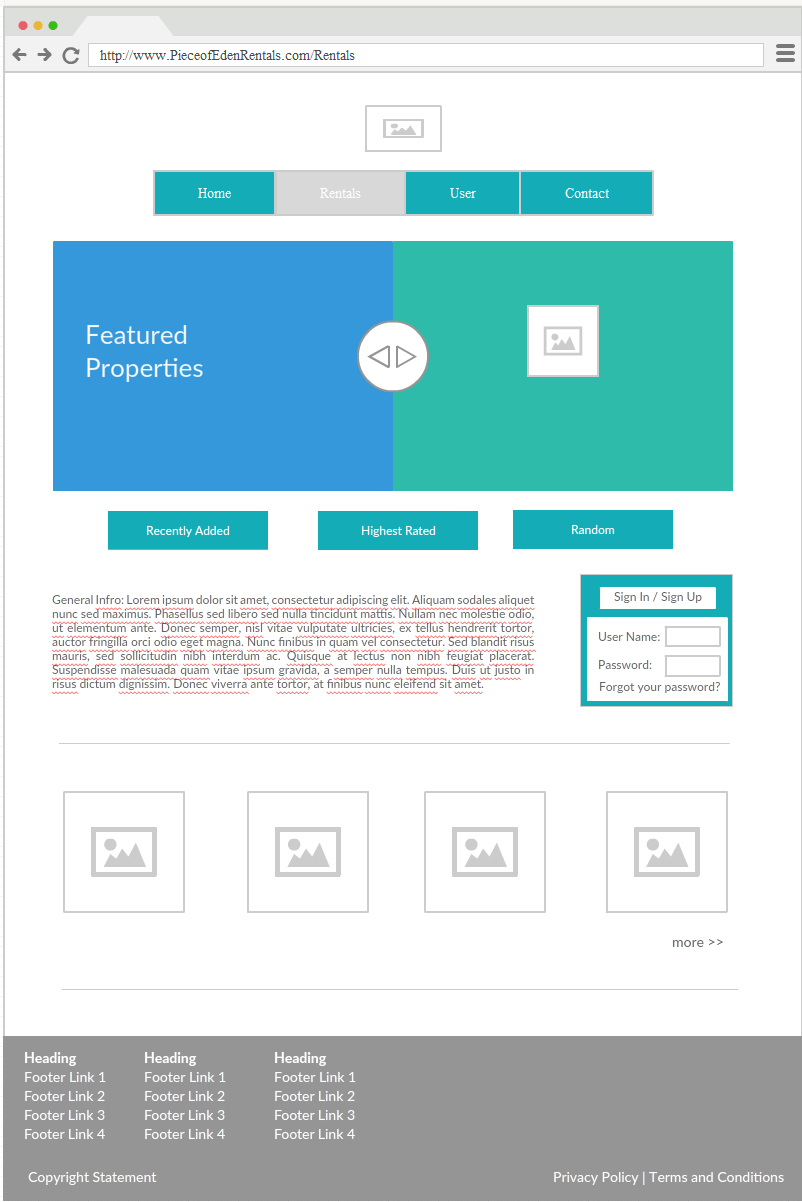 http://www.PieceofEdenRentals.com/Rentals
Home Rentals User Contact
Featured
Properties
Recently Added Highest Rated Random
General Infro: Lorem ipsum dolor sit amet, consectetur adipiscing elit. Aliquam sodales aliquet
nunc sed maximus. Phasellus sed libero sed nulla tincidunt mattis. Nullam nec molestie odio,
ut elementum ante. Donec semper, nisl vitae vulputate ultricies, ex tellus hendrerit tortor,
auctor fringilla orci odio eget magna. Nunc finibus in quam vel consectetur. Sed blandit risus
mauris, sed sollicitudin nibh interdum ac. Quisque at lectus non nibh feugiat placerat.
Suspendisse malesuada quam vitae ipsum gravida, a semper nulla tempus. Duis ut justo in
risus dictum dignissim. Donec viverra ante tortor, at finibus nunc eleifend sit amet.
Sign In / Sign Up
User Name:
Password:
Forgot your password?
more >>
Heading Heading Heading
Footer Link 1 Footer Link 1 Footer Link 1
Footer Link 2 Footer Link 2 Footer Link 2
Footer Link 3 Footer Link 3 Footer Link 3
Footer Link 4 Footer Link 4 Footer Link 4
Copyright Statement Privacy Policy | Terms and Conditions